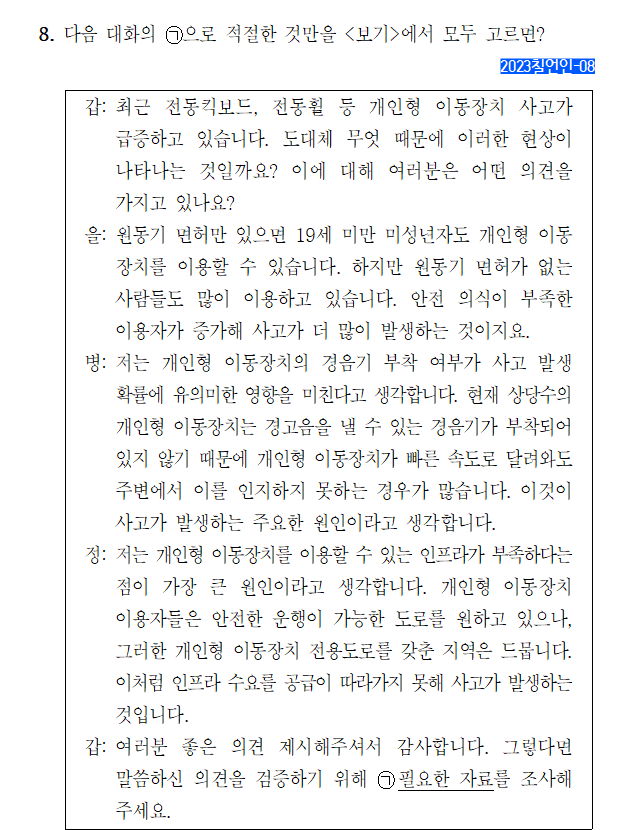 8. 다음 대화의 ㉠으로 적절한 것만을 <보기>에서 모두 고르면?
2023칠언인-08
갑: 최근 전동킥보드, 전동휠 등 개인형 이동장치 사고가
급증하고 있습니다. 도대체 무엇 때문에 이러한 현상이
나타나는 것일까요? 이에 대해 여러분은 어떤 의견을
가지고 있나요?
을: 원동기 면허만 있으면 19세 미만 미성년자도 개인형 이동
장치를 이용할 수 있습니다. 하지만 원동기 면허가 없는
사람들도 많이 이용하고 있습니다. 안전 의식이 부족한
이용자가 증가해 사고가 더 많이 발생하는 것이지요.
병: 저는 개인형 이동장치의 경음기 부착 여부가 사고 발생
확률에 유의미한 영향을 미친다고 생각합니다. 현재 상당수의
개인형 이동장치는 경고음을 낼 수 있는 경음기가 부착되어
있지 않기 때문에 개인형 이동장치가 빠른 속도로 달려와도
주변에서 이를 인지하지 못하는 경우가 많습니다. 이것이
사고가 발생하는 주요한 원인이라고 생각합니다.
정: 저는 개인형 이동장치를 이용할 수 있는 인프라가 부족하다는
점이 가장 큰 원인이라고 생각합니다. 개인형 이동장치
이용자들은 안전한 운행이 가능한 도로를 원하고 있으나,
그러한 개인형 이동장치 전용도로를 갖춘 지역은 드뭅니다.
이처럼 인프라 수요를 공급이 따라가지 못해 사고가 발생하는
것입니다.
갑: 여러분 좋은 의견 제시해주셔서 감사합니다. 그렇다면
말씀하신 의견을 검증하기 위해 ㉠필요한 자료를 조사해
주세요.